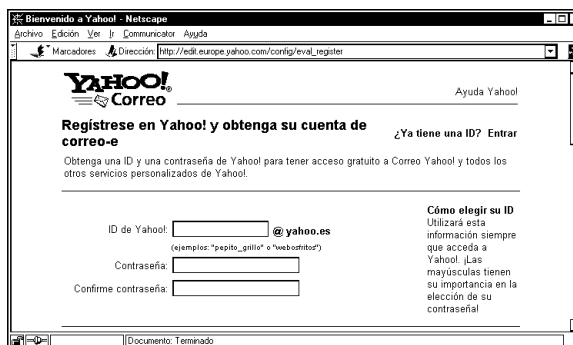 Bienvenido a Yahoo! - Netscape
Archivo Edición Ver Ir Communicator Ayuda
Marcadores Dirección: http://edit.europe.yahoo.com/config/eval_register
YAHOO!
Correo
Ayuda Yahoo!
Regístrese en Yahoo! y obtenga su cuenta de
correo-e
¿Ya tiene una ID? Entrar
Obtenga una ID y una contraseña de Yahoo! para tener acceso gratuito a Correo Yahoo! y todos los
otros servicios personalizados de Yahoo!.
ID de Yahoo!: @ yahoo.es
(ejemplos: "pepito_grillo" o "webosfritos")
Contraseña:
Confirme contraseña:
Cómo elegir su ID
Utilizará esta
información siempre
que acceda a
Yahoo!. ¡Las
mayúsculas tienen
su importancia en la
elección de su
contraseña!
Documento: Terminado